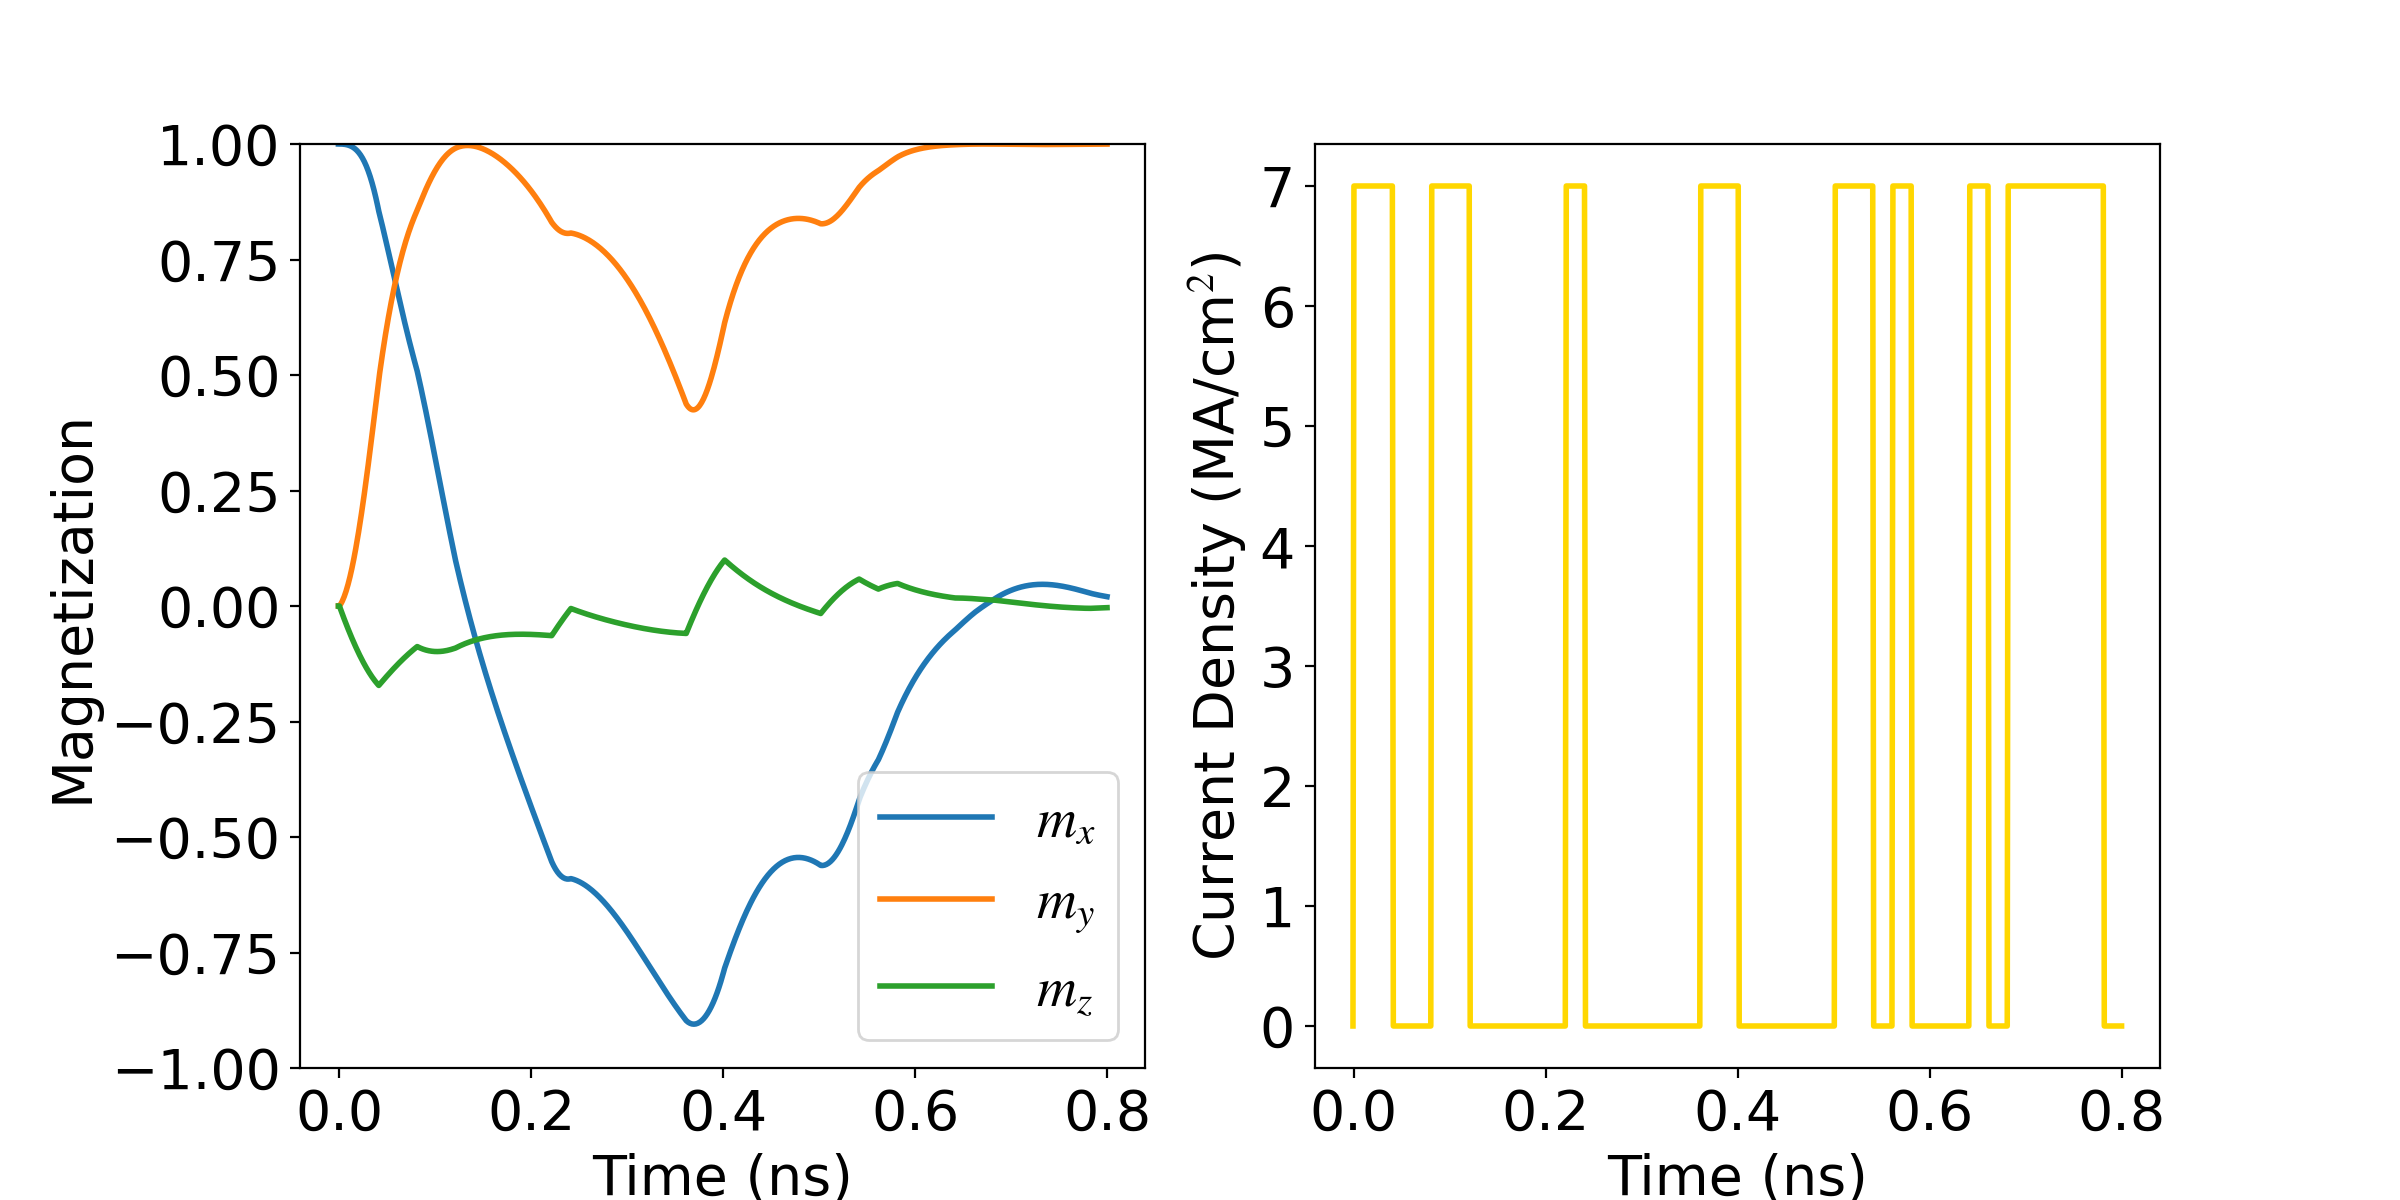 1.00
0.75
0.50
0.25
0.00
−0.25
−0.50
−0.75
−1.00
Magnetization
0.0 0.2 0.4 0.6 0.8
Time (ns)
m_x
m_y
m_z
7
6
5
4
3
2
1
0
Current Density (MA/cm²)
0.0 0.2 0.4 0.6 0.8
Time (ns)